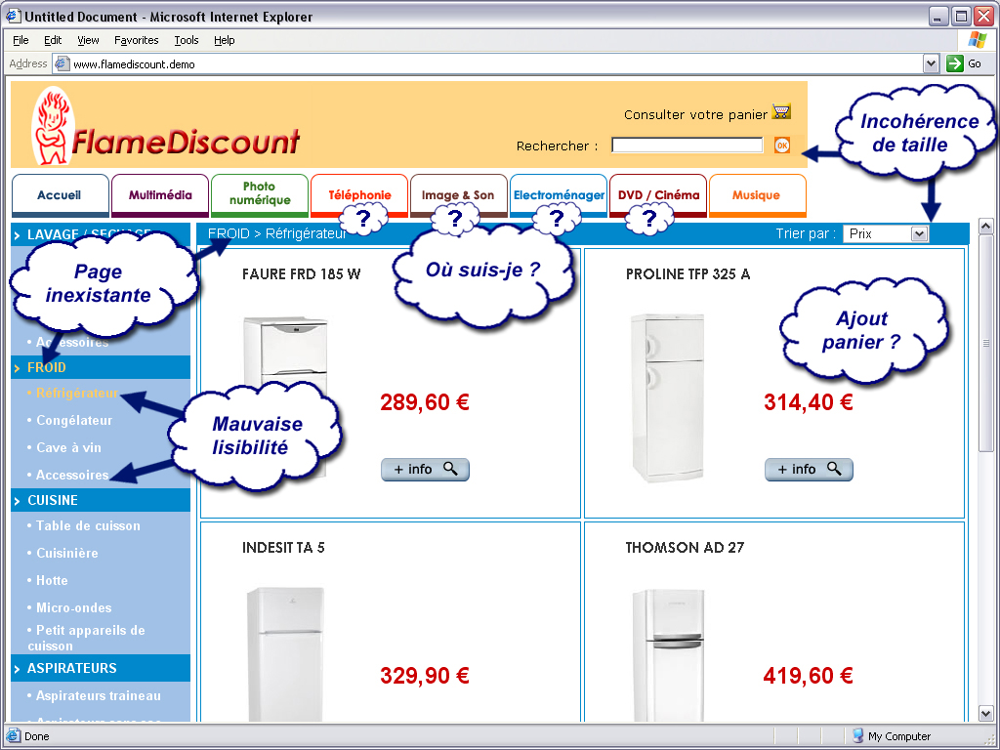 Untitled Document - Microsoft Internet Explorer
File Edit View Favorites Tools Help
Address www.flamediscount.demo Go
FlameDiscount
Consulter votre panier
Rechercher : OK
Incohérence
de taille
Accueil
Multimédia
Photo
numérique
Téléphonie
Image & Son
Electroménager
DVD / Cinéma
Musique
?
?
?
?
> LAVAGE /
FROID > Réfrigérateur
Trier par : Prix
Page
inexistante
Où suis-je ?
Ajout
panier ?
FAURE FRD 185 W
289,60 €
+ info
PROLINE TFP 325 A
314,40 €
+ info
• Accessoires
> FROID
• Réfrigérateur
• Congélateur
• Cave à vin
• Accessoires
Mauvaise
lisibilité
> CUISINE
• Table de cuisson
• Cuisinière
• Hotte
• Micro-ondes
• Petit appareils de
cuisson
> ASPIRATEURS
• Aspirateurs traineau
INDESIT TA 5
329,90 €
THOMSON AD 27
419,60 €
Done
My Computer